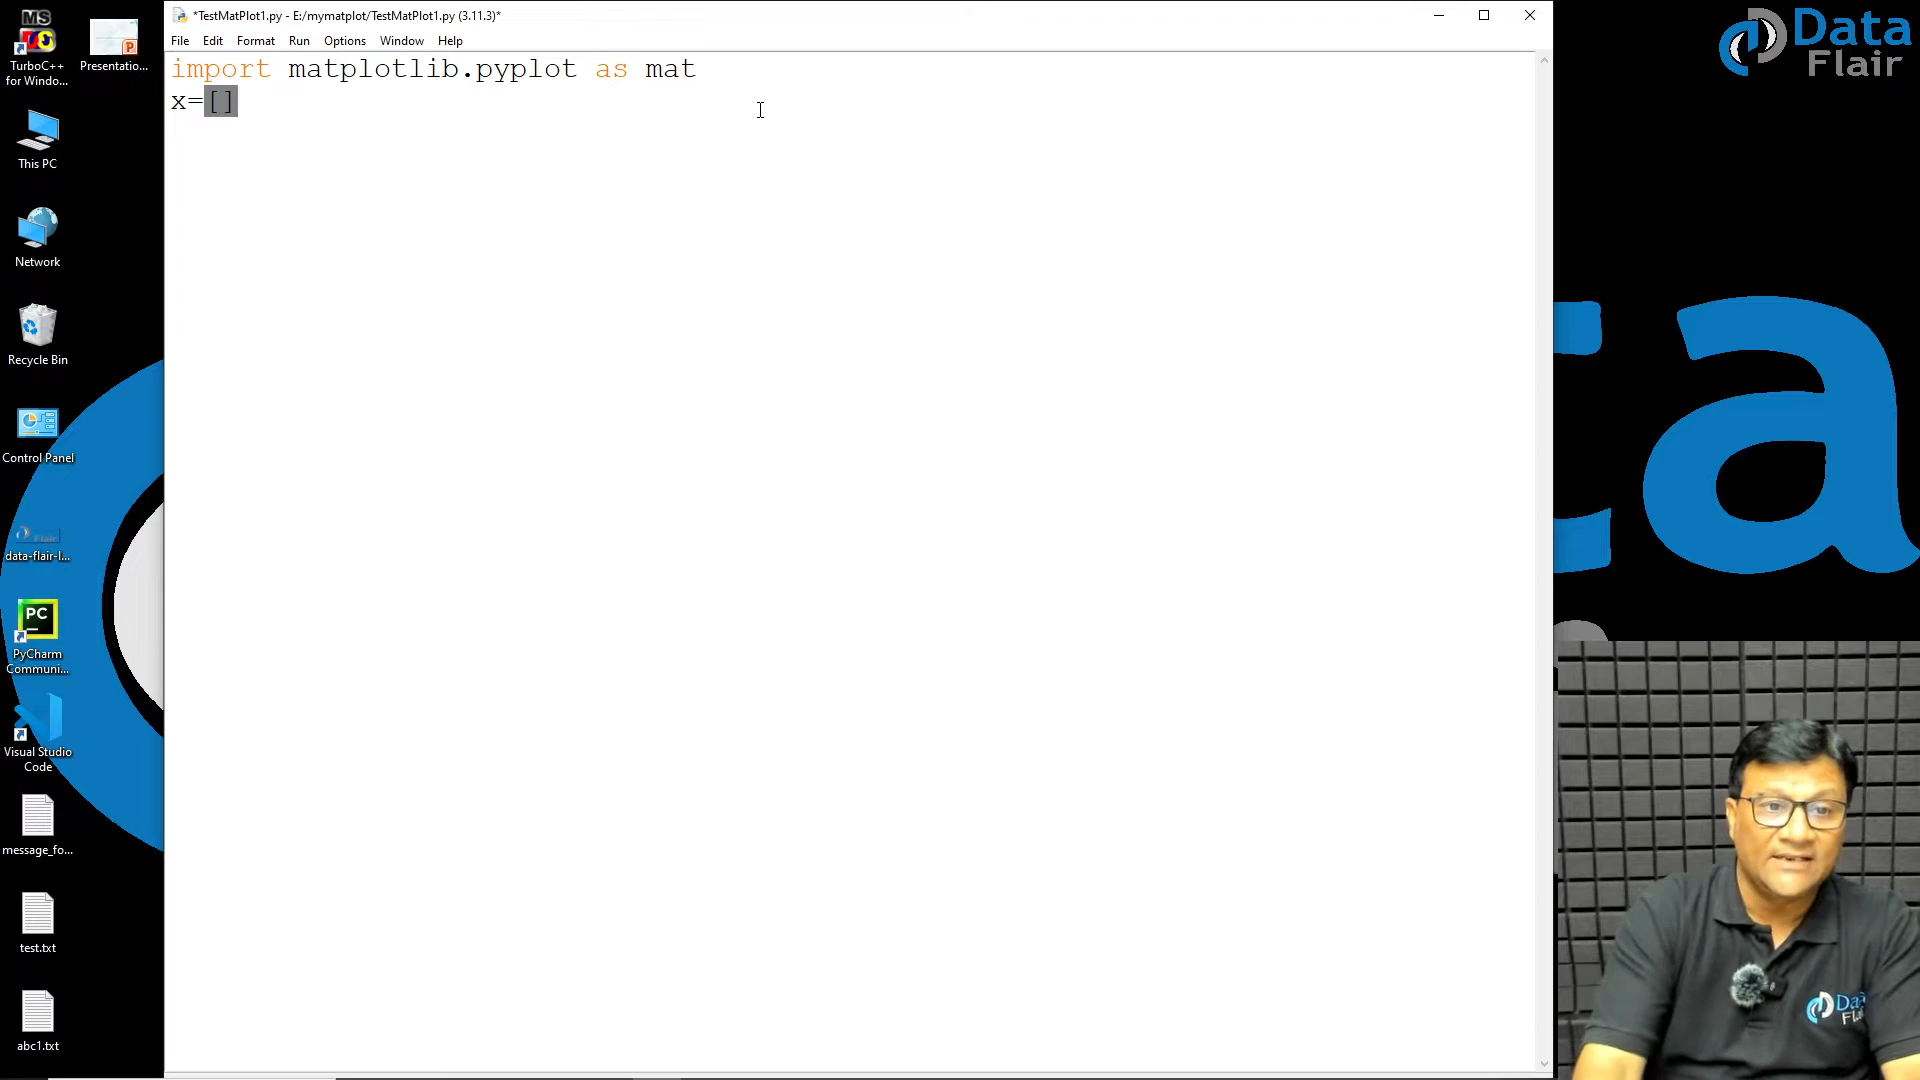 *TestMatPlot1.py - E:/mymatplot/TestMatPlot1.py (3.11.3)*
File Edit Format Run Options Window Help
import matplotlib.pyplot as mat
x=[]
TurboC++
for Windo...
Presentatio...
This PC
Network
Recycle Bin
Control Panel
data-flair-l...
PC
PyCharm
Communi...
Visual Studio
Code
message_fo...
test.txt
abc1.txt
Data
Flair
ta